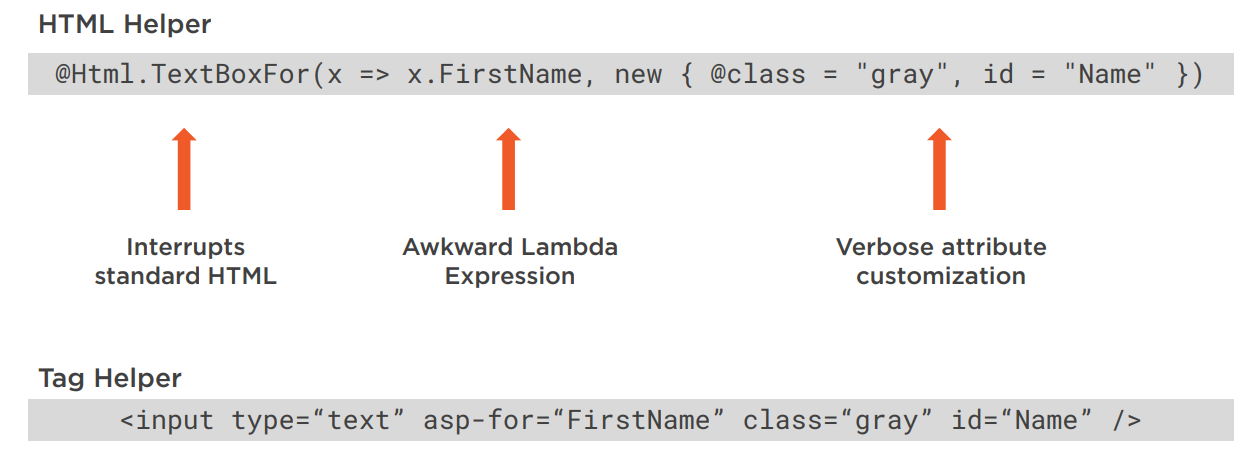 HTML Helper
@Html.TextBoxFor(x => x.FirstName, new { @class = "gray", id = "Name" })
Interrupts
standard HTML
Awkward Lambda
Expression
Verbose attribute
customization
Tag Helper
<input type=“text” asp-for=“FirstName” class=“gray” id=“Name” />